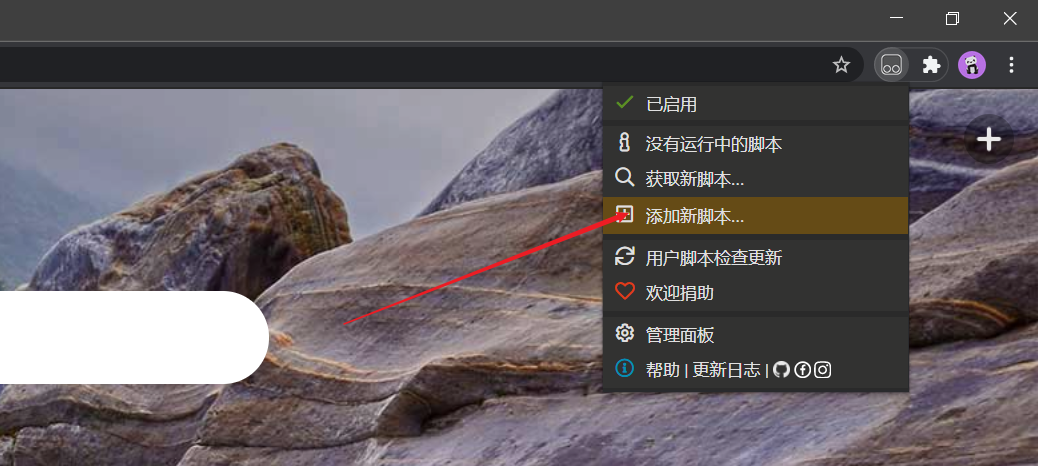 已启用
没有运行中的脚本
获取新脚本...
添加新脚本...
用户脚本检查更新
欢迎捐助
管理面板
帮助 | 更新日志 |